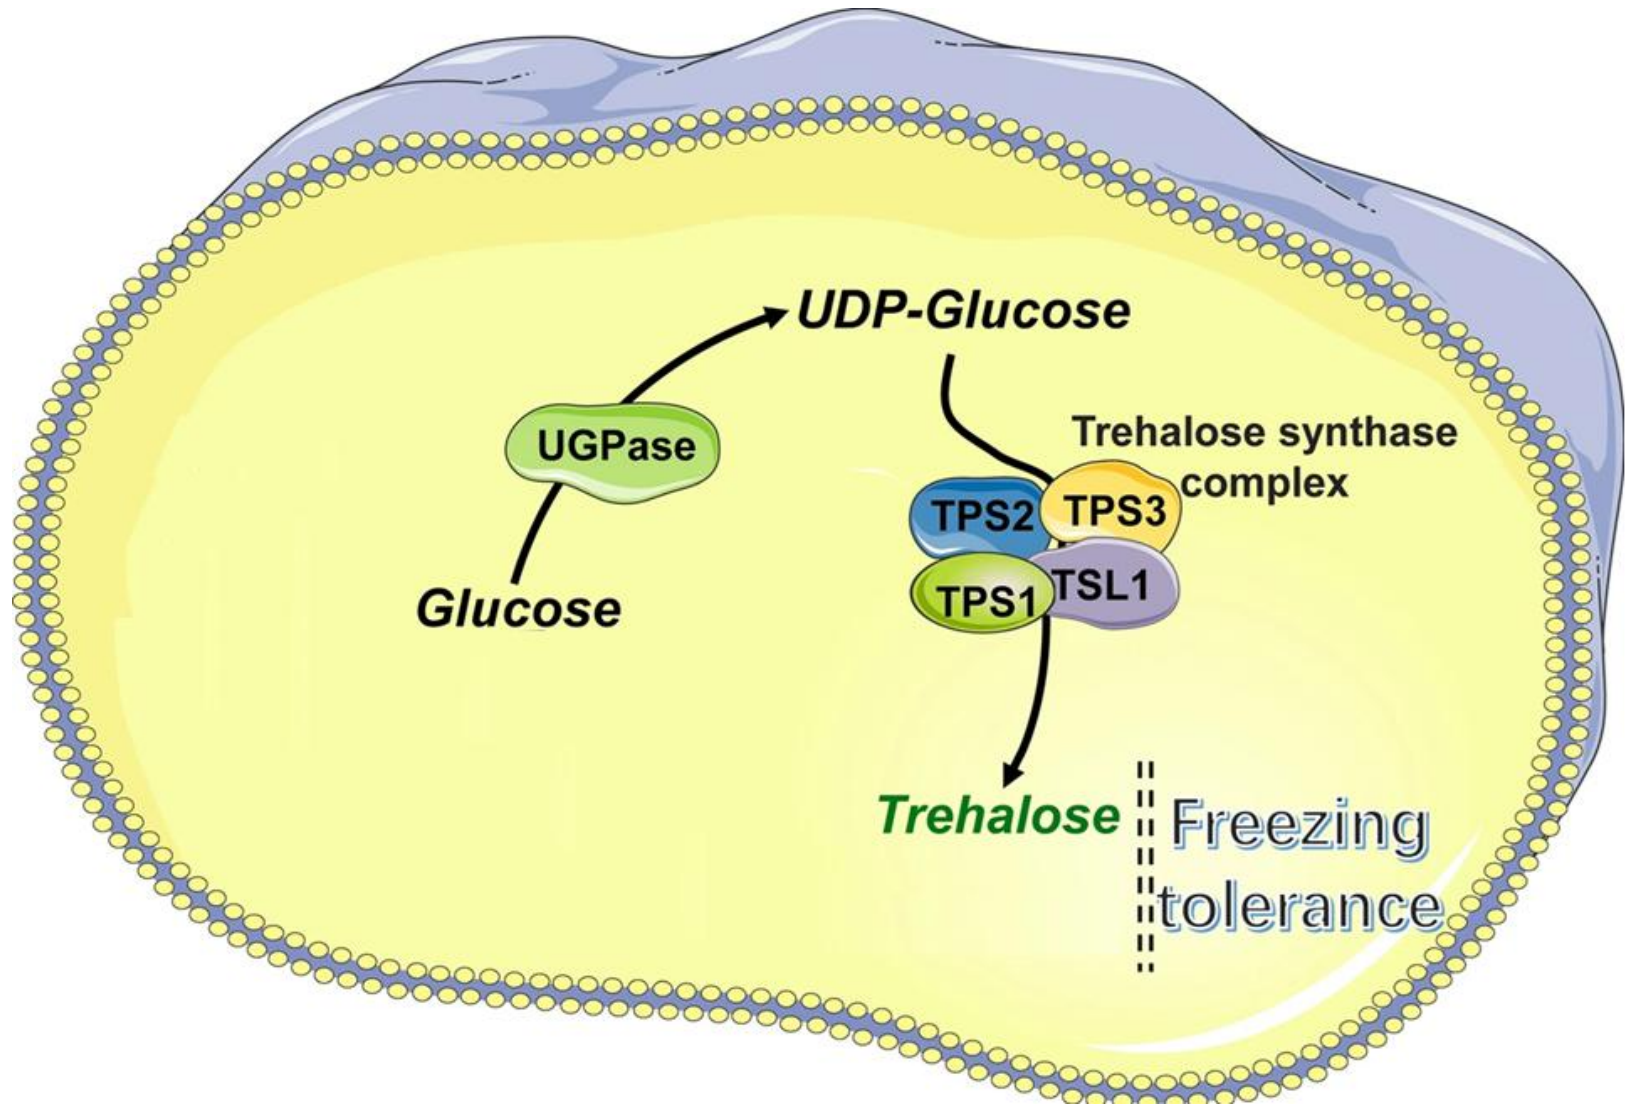 UDP-Glucose
UGPase
Glucose
Trehalose synthase
complex
TPS2
TPS3
TPS1
TSL1
Trehalose
Freezing
tolerance